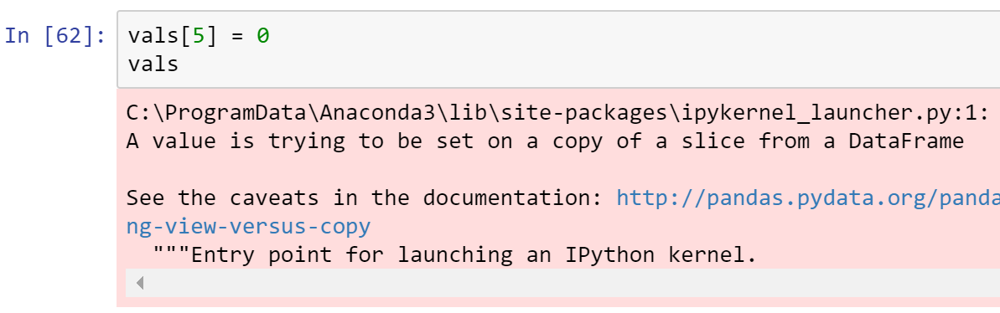 In [62]: vals[5] = 0
vals
C:\ProgramData\Anaconda3\lib\site-packages\ipykernel_launcher.py:1:
A value is trying to be set on a copy of a slice from a DataFrame
See the caveats in the documentation: http://pandas.pydata.org/panda
ng-view-versus-copy
"""Entry point for launching an IPython kernel.